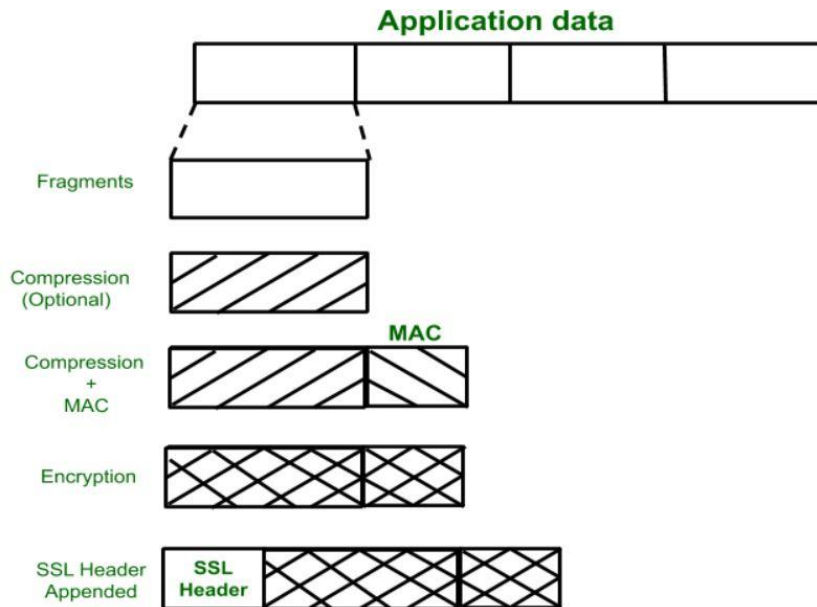 Application data
Fragments
Compression
(Optional)
MAC
Compression
+
MAC
Encryption
SSL Header
Appended
SSL
Header